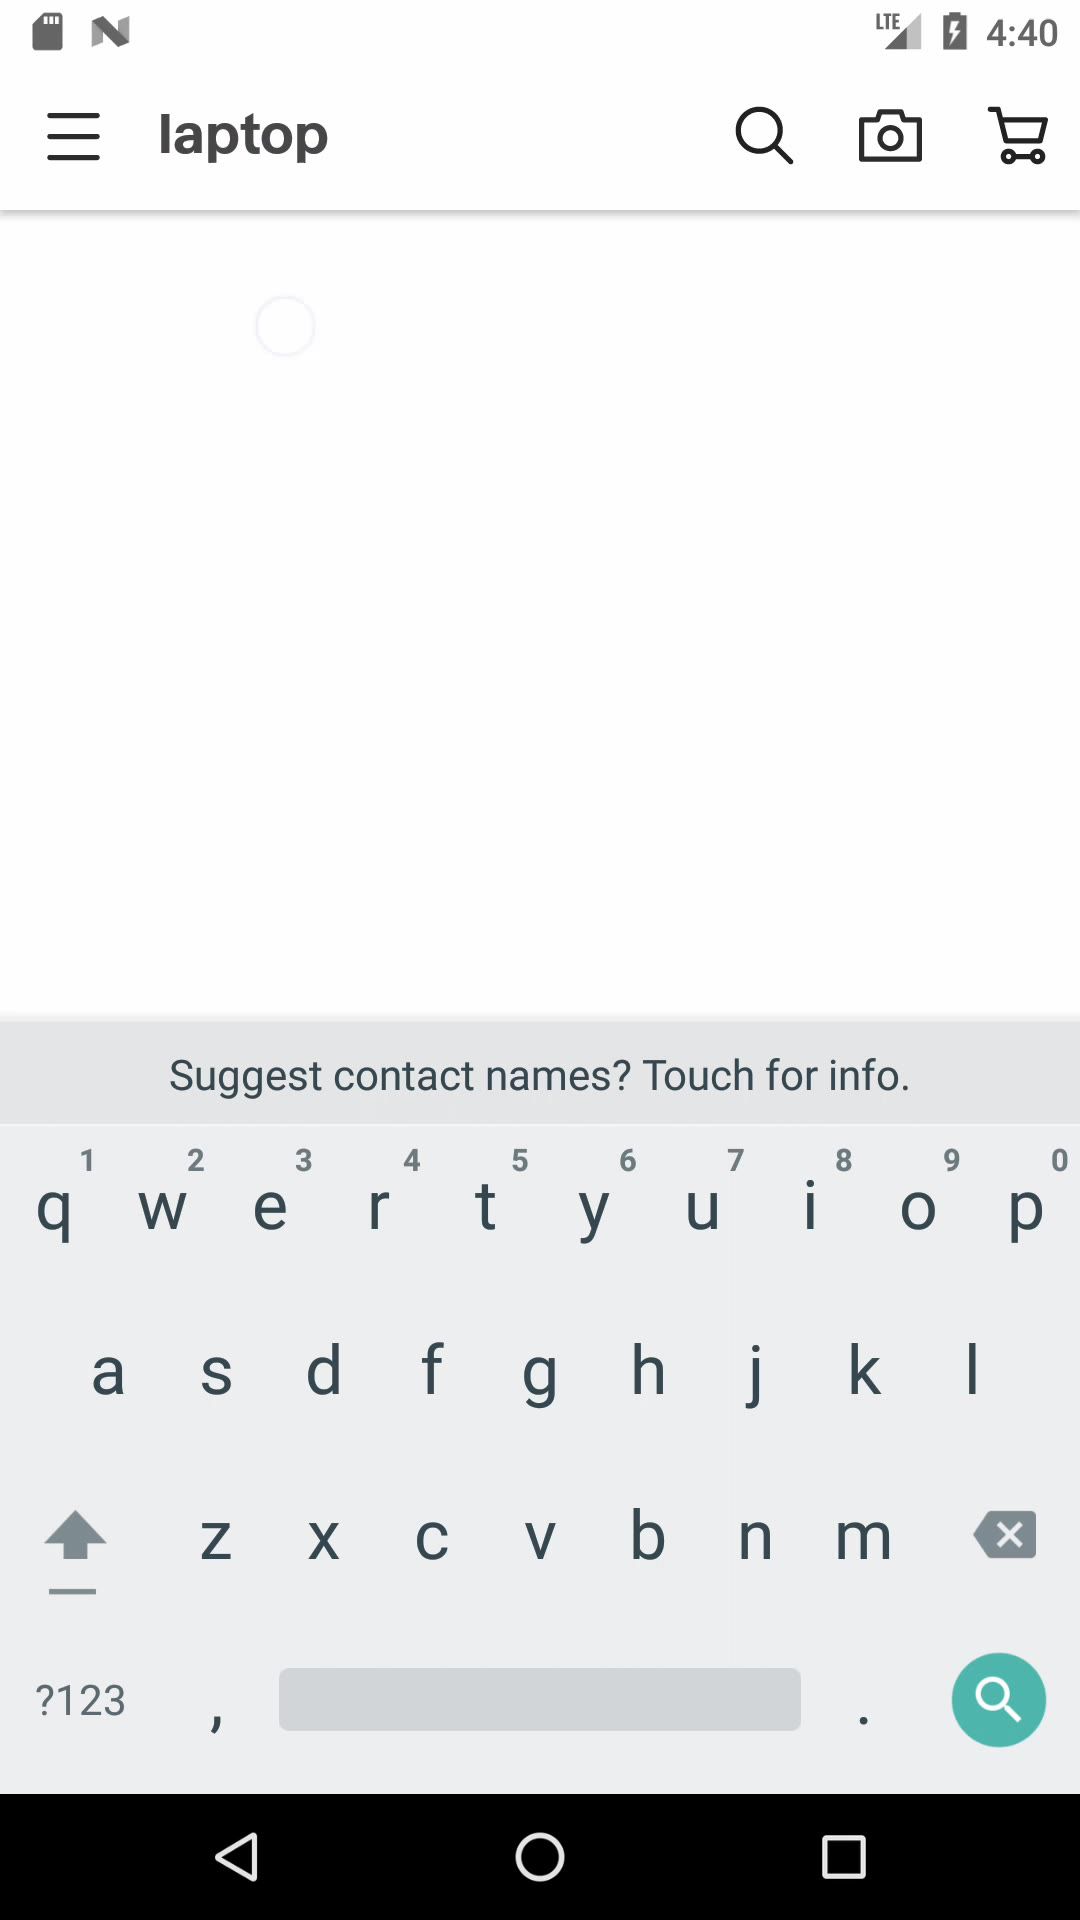 LTE 4:40
laptop
Suggest contact names? Touch for info.
1 2 3 4 5 6 7 8 9 0
q w e r t y u i o p
a s d f g h j k l
z x c v b n m
?123 , .